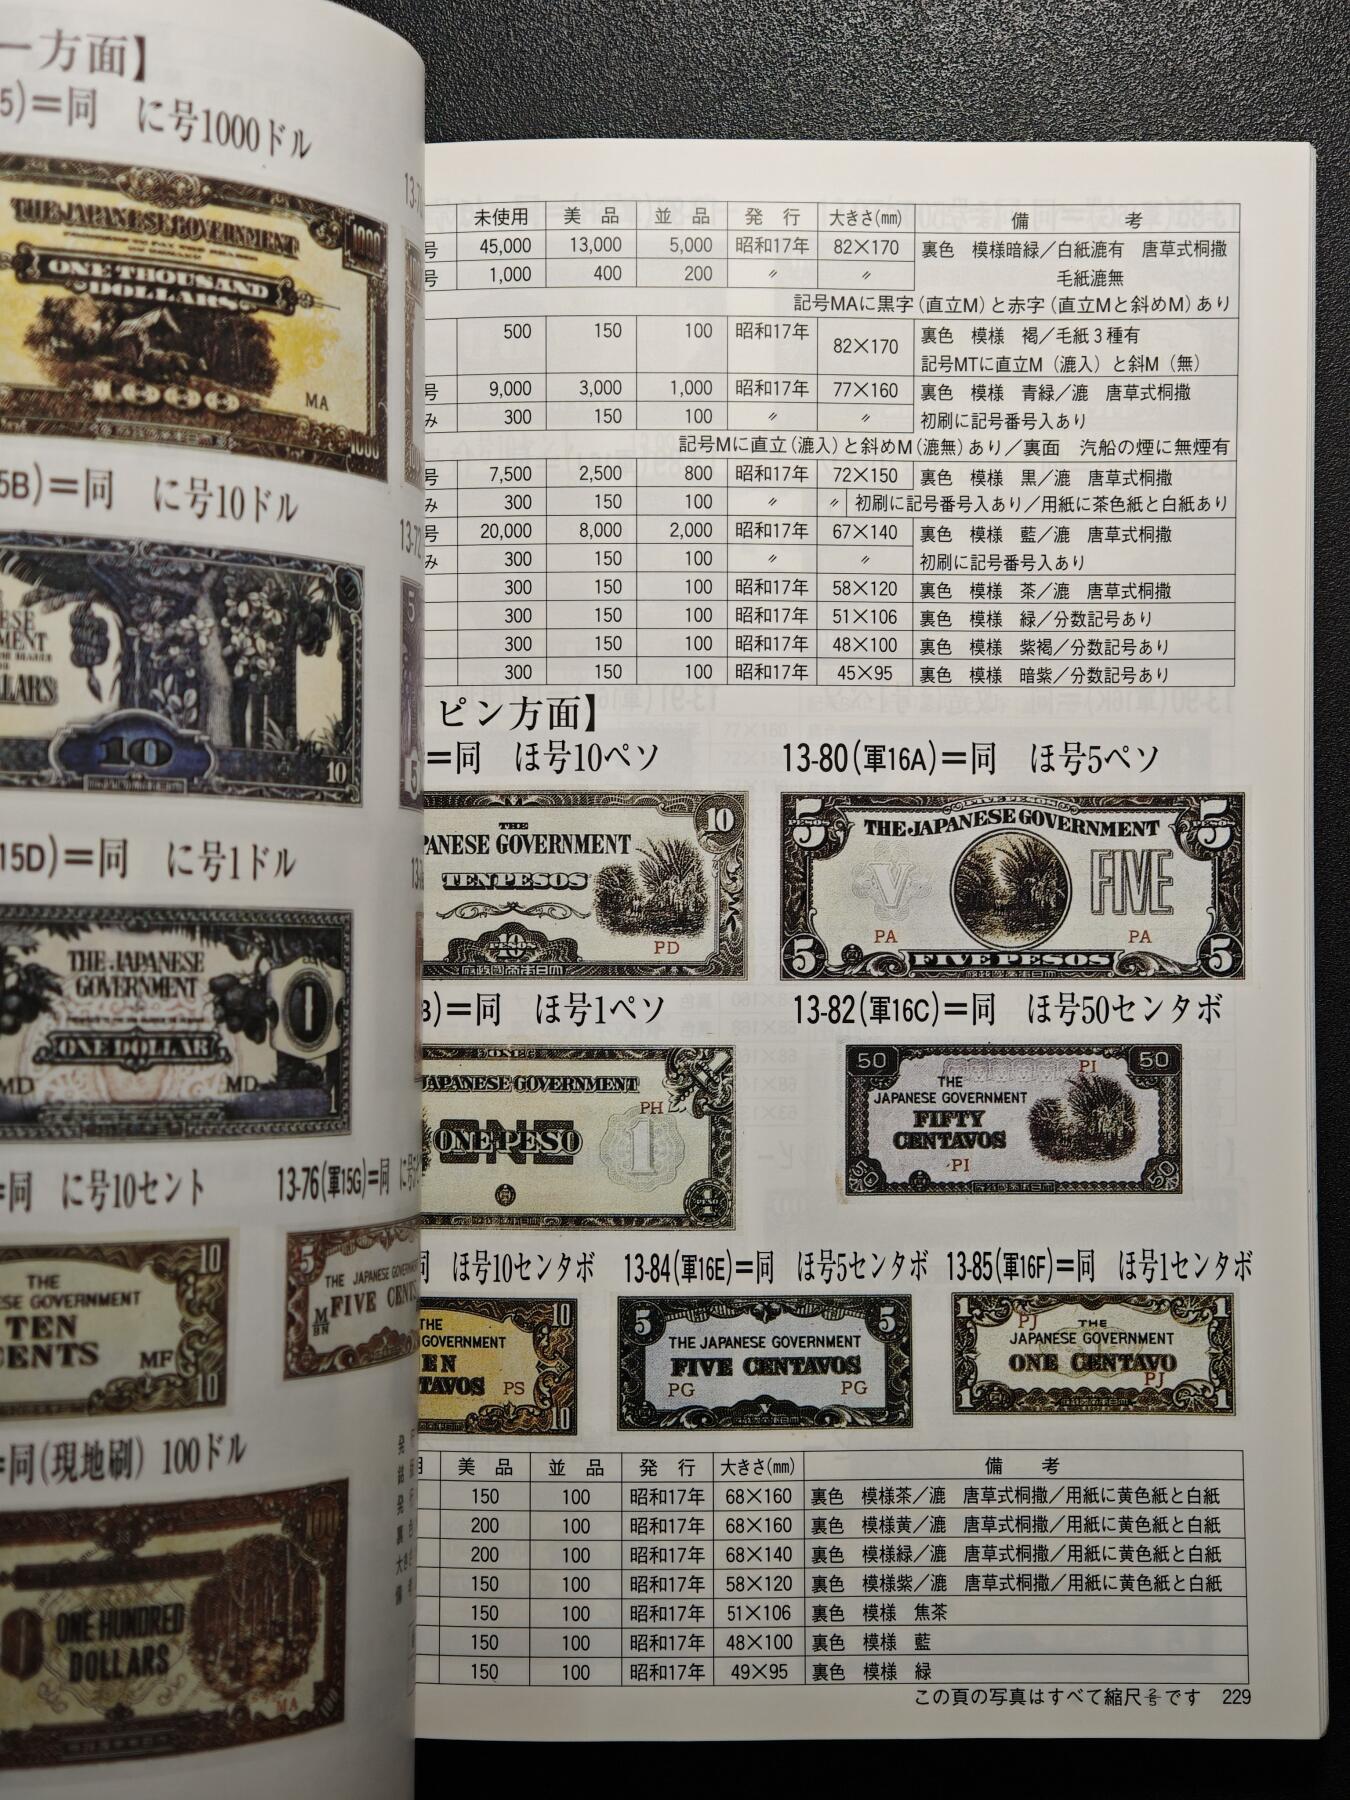 ー方面】
5)＝同　に号1000ドル
THE JAPANESE GOVERNMENT
ONE THOUSAND
DOLLARS
1000
MA
1000
5B)＝同　に号10ドル
10
10
15D)＝同　に号1ドル
THE JAPANESE
GOVERNMENT
1
ONE DOLLAR
MD
MD
1
＝同　に号10セント
13-76(軍15G)＝同
10
THE
GOVERNMENT
TEN
CENTS
MF
10
5
THE JAPANESE
FIVE CENTS
M/BN
＝同(現地刷) 100ドル
ONE HUNDRED
DOLLARS
MA
未使用　美　品　並　品　発　行　大きさ(mm)　備　考
号　45,000　13,000　5,000　昭和17年　82×170　裏色　模様暗緑／白紙漉有　唐草式桐撒
号　1,000　400　200　〃　〃　毛紙漉無
記号MAに黒字(直立M)と赤字(直立Mと斜めM)あり
500　150　100　昭和17年　82×170　裏色　模様　褐／毛紙3種有
記号MTに直立M（漉入）と斜M（無）
号　9,000　3,000　1,000　昭和17年　77×160　裏色　模様　青緑／漉　唐草式桐撒
み　300　150　100　〃　〃　初刷に記号番号入あり
記号Mに直立(漉入)と斜めM(漉無)あり／裏面　汽船の煙に無煙有
号　7,500　2,500　800　昭和17年　72×150　裏色　模様　黒／漉　唐草式桐撒
み　300　150　100　〃　〃　初刷に記号番号入あり／用紙に茶色紙と白紙あり
号　20,000　8,000　2,000　昭和17年　67×140　裏色　模様　藍／漉　唐草式桐撒
み　300　150　100　〃　〃　初刷に記号番号入あり
300　150　100　昭和17年　58×120　裏色　模様　茶／漉　唐草式桐撒
300　150　100　昭和17年　51×106　裏色　模様　緑／分数記号あり
300　150　100　昭和17年　48×100　裏色　模様　紫褐／分数記号あり
300　150　100　昭和17年　45×95　裏色　模様　暗紫／分数記号あり
ピン方面】
＝同　ほ号10ペソ
13-80(軍16A)＝同　ほ号5ペソ
THE
GOVERNMENT
10
TEN PESOS
10
PD
5
5
THE JAPANESE GOVERNMENT
V
FIVE
PA
PA
5
FIVE PESOS
5
B)＝同　ほ号1ペソ
13-82(軍16C)＝同　ほ号50センタボ
JAPANESE GOVERNMENT
PH
ONE PESO
1
50
50
PI
THE
JAPANESE GOVERNMENT
FIFTY
CENTAVOS
PI
50
50
同　ほ号10センタボ
13-84(軍16E)＝同　ほ号5センタボ
13-85(軍16F)＝同　ほ号1センタボ
10
THE
GOVERNMENT
PS
10
5
5
THE JAPANESE GOVERNMENT
FIVE CENTAVOS
PG
PG
V
1
1
PJ
THE
JAPANESE GOVERNMENT
ONE CENTAVO
PJ
1
1
美　品　並　品　発　行　大きさ(mm)　備　考
150　100　昭和17年　68×160　裏色　模様茶／漉　唐草式桐撒／用紙に黄色紙と白紙
200　100　昭和17年　68×160　裏色　模様黄／漉　唐草式桐撒／用紙に黄色紙と白紙
200　100　昭和17年　68×140　裏色　模様緑／漉　唐草式桐撒／用紙に黄色紙と白紙
150　100　昭和17年　58×120　裏色　模様紫／漉　唐草式桐撒／用紙に黄色紙と白紙
150　100　昭和17年　51×106　裏色　模様　焦茶
150　100　昭和17年　48×100　裏色　模様　藍
150　100　昭和17年　49×95　裏色　模様　緑
この頁の写真はすべて縮尺2/5です　229